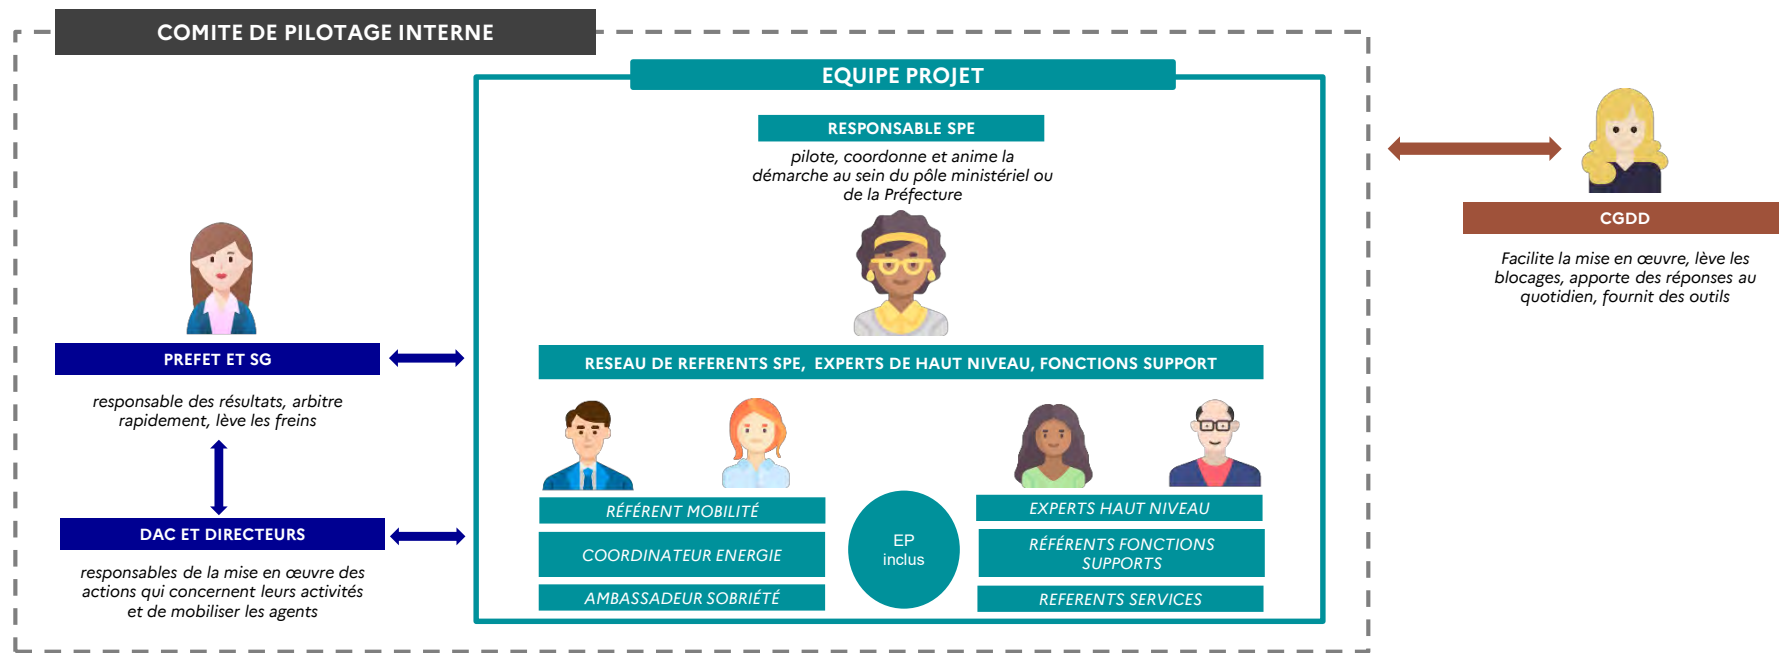 COMITE DE PILOTAGE INTERNE
EQUIPE PROJET
RESPONSABLE SPE
pilote, coordonne et anime la
démarche au sein du pôle ministériel ou
de la Préfecture
PREFET ET SG
responsable des résultats, arbitre
rapidement, lève les freins
DAC ET DIRECTEURS
responsables de la mise en œuvre des
actions qui concernent leurs activités
et de mobiliser les agents
RESEAU DE REFERENTS SPE, EXPERTS DE HAUT NIVEAU, FONCTIONS SUPPORT
RÉFÉRENT MOBILITÉ
COORDINATEUR ENERGIE
AMBASSADEUR SOBRIÉTÉ
EP
inclus
EXPERTS HAUT NIVEAU
RÉFÉRENTS FONCTIONS
SUPPORTS
REFERENTS SERVICES
CGDD
Facilite la mise en œuvre, lève les
blocages, apporte des réponses au
quotidien, fournit des outils